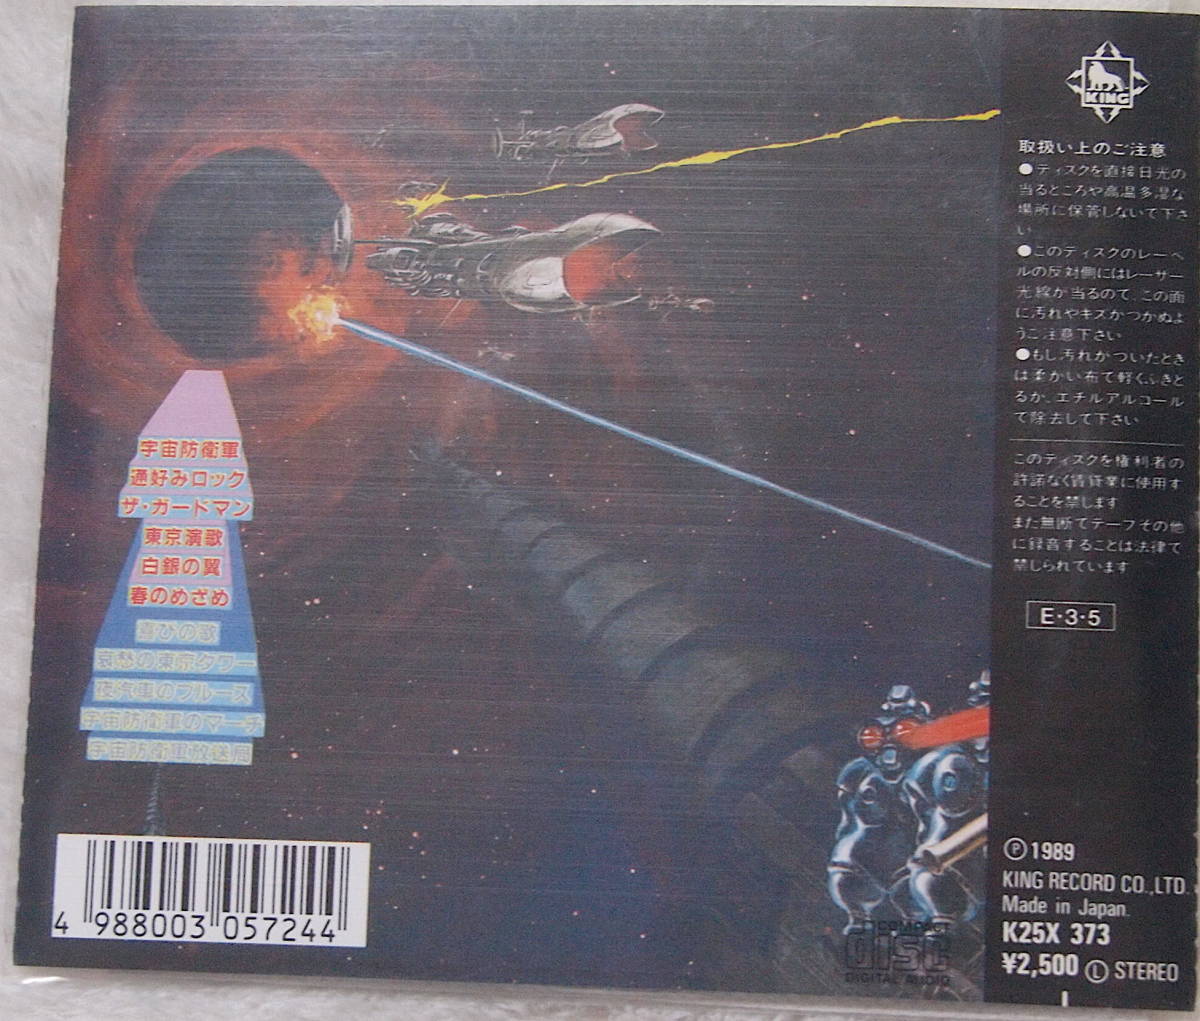 宇宙防衛軍
通好みロック
ザ・ガードマン
東京演歌
白銀の翼
春のめざめ
喜びの歌
哀愁の東京タワー
夜汽車のブルース
宇宙防衛軍のマーチ
宇宙防衛軍放送局
4 988003 057244
COMPACT
disc
DIGITAL AUDIO
KING
取扱い上のご注意
●ディスクを直接日光の
当るところや高温多湿な
場所に保管しないで下さ
い
●このディスクのレーベ
ルの反対側にはレーザー
光線が当るので、この面
に汚れやキズがつかぬよ
うご注意下さい
●もし汚れがついたとき
は柔かい布で軽くふきと
るか、エチルアルコール
で除去して下さい
このディスクを権利者の
許諾なく賃貸業に使用す
ることを禁じます
また無断でテープその他
に録音することは法律で
禁じられています
E・3・5
Ⓟ1989
KING RECORD CO.,LTD.
Made in Japan.
K25X 373
¥2,500 Ⓛ STEREO